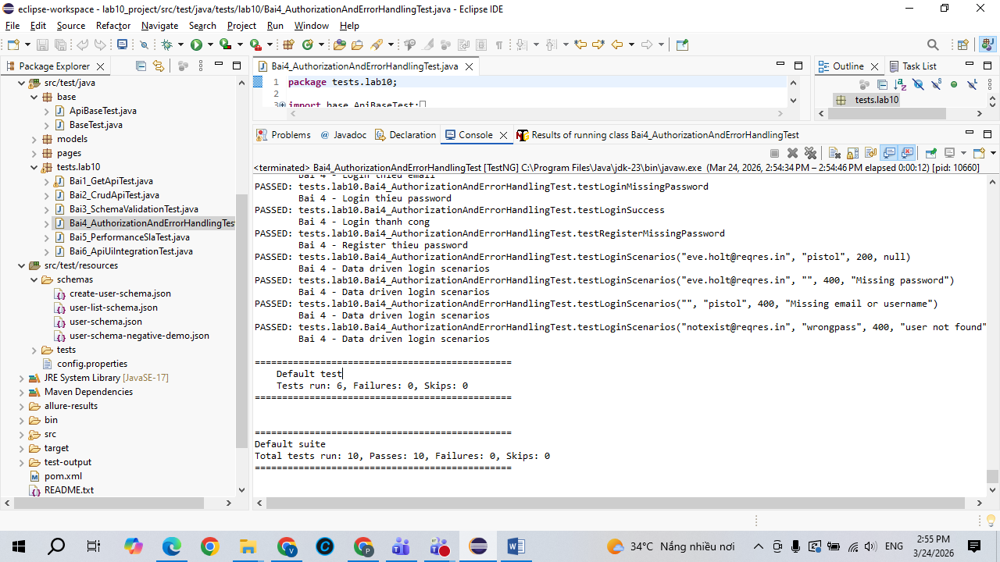 eclipse-workspace - lab10_project/src/test/java/tests/lab10/Bai4_AuthorizationAndErrorHandlingTest.java - Eclipse IDE
File Edit Source Refactor Navigate Search Project Run Window Help
Package Explorer
src/test/java
base
ApiBaseTest.java
BaseTest.java
models
pages
tests.lab10
Bai1_GetApiTest.java
Bai2_CrudApiTest.java
Bai3_SchemaValidationTest.java
Bai4_AuthorizationAndErrorHandlingTes
Bai5_PerformanceSlaTest.java
Bai6_ApiUiIntegrationTest.java
src/test/resources
schemas
create-user-schema.json
user-list-schema.json
user-schema.json
user-schema-negative-demo.json
tests
config.properties
JRE System Library [JavaSE-17]
Maven Dependencies
allure-results
bin
src
target
test-output
pom.xml
README.txt
Bai4_AuthorizationAndErrorHandlingTest.java
1 package tests.lab10;
2
3 import base.ApiBaseTest;
Outline
Task List
tests.lab10
Problems Javadoc Declaration Console Results of running class Bai4_AuthorizationAndErrorHandlingTest
<terminated> Bai4_AuthorizationAndErrorHandlingTest [TestNG] C:\Program Files\Java\jdk-23\bin\javaw.exe (Mar 24, 2026, 2:54:34 PM – 2:54:46 PM elapsed 0:00:12) [pid: 10660]
Bai 4 - Login thieu email
PASSED: tests.lab10.Bai4_AuthorizationAndErrorHandlingTest.testLoginMissingPassword
Bai 4 - Login thieu password
PASSED: tests.lab10.Bai4_AuthorizationAndErrorHandlingTest.testLoginSuccess
Bai 4 - Login thanh cong
PASSED: tests.lab10.Bai4_AuthorizationAndErrorHandlingTest.testRegisterMissingPassword
Bai 4 - Register thieu password
PASSED: tests.lab10.Bai4_AuthorizationAndErrorHandlingTest.testLoginScenarios("eve.holt@reqres.in", "pistol", 200, null)
Bai 4 - Data driven login scenarios
PASSED: tests.lab10.Bai4_AuthorizationAndErrorHandlingTest.testLoginScenarios("eve.holt@reqres.in", "", 400, "Missing password")
Bai 4 - Data driven login scenarios
PASSED: tests.lab10.Bai4_AuthorizationAndErrorHandlingTest.testLoginScenarios("", "pistol", 400, "Missing email or username")
Bai 4 - Data driven login scenarios
PASSED: tests.lab10.Bai4_AuthorizationAndErrorHandlingTest.testLoginScenarios("notexist@reqres.in", "wrongpass", 400, "user not found"
Bai 4 - Data driven login scenarios
===============================================
Default test
Tests run: 6, Failures: 0, Skips: 0
===============================================
===============================================
Default suite
Total tests run: 10, Passes: 10, Failures: 0, Skips: 0
===============================================
34°C Nắng nhiều nơi
ENG
2:55 PM
3/24/2026